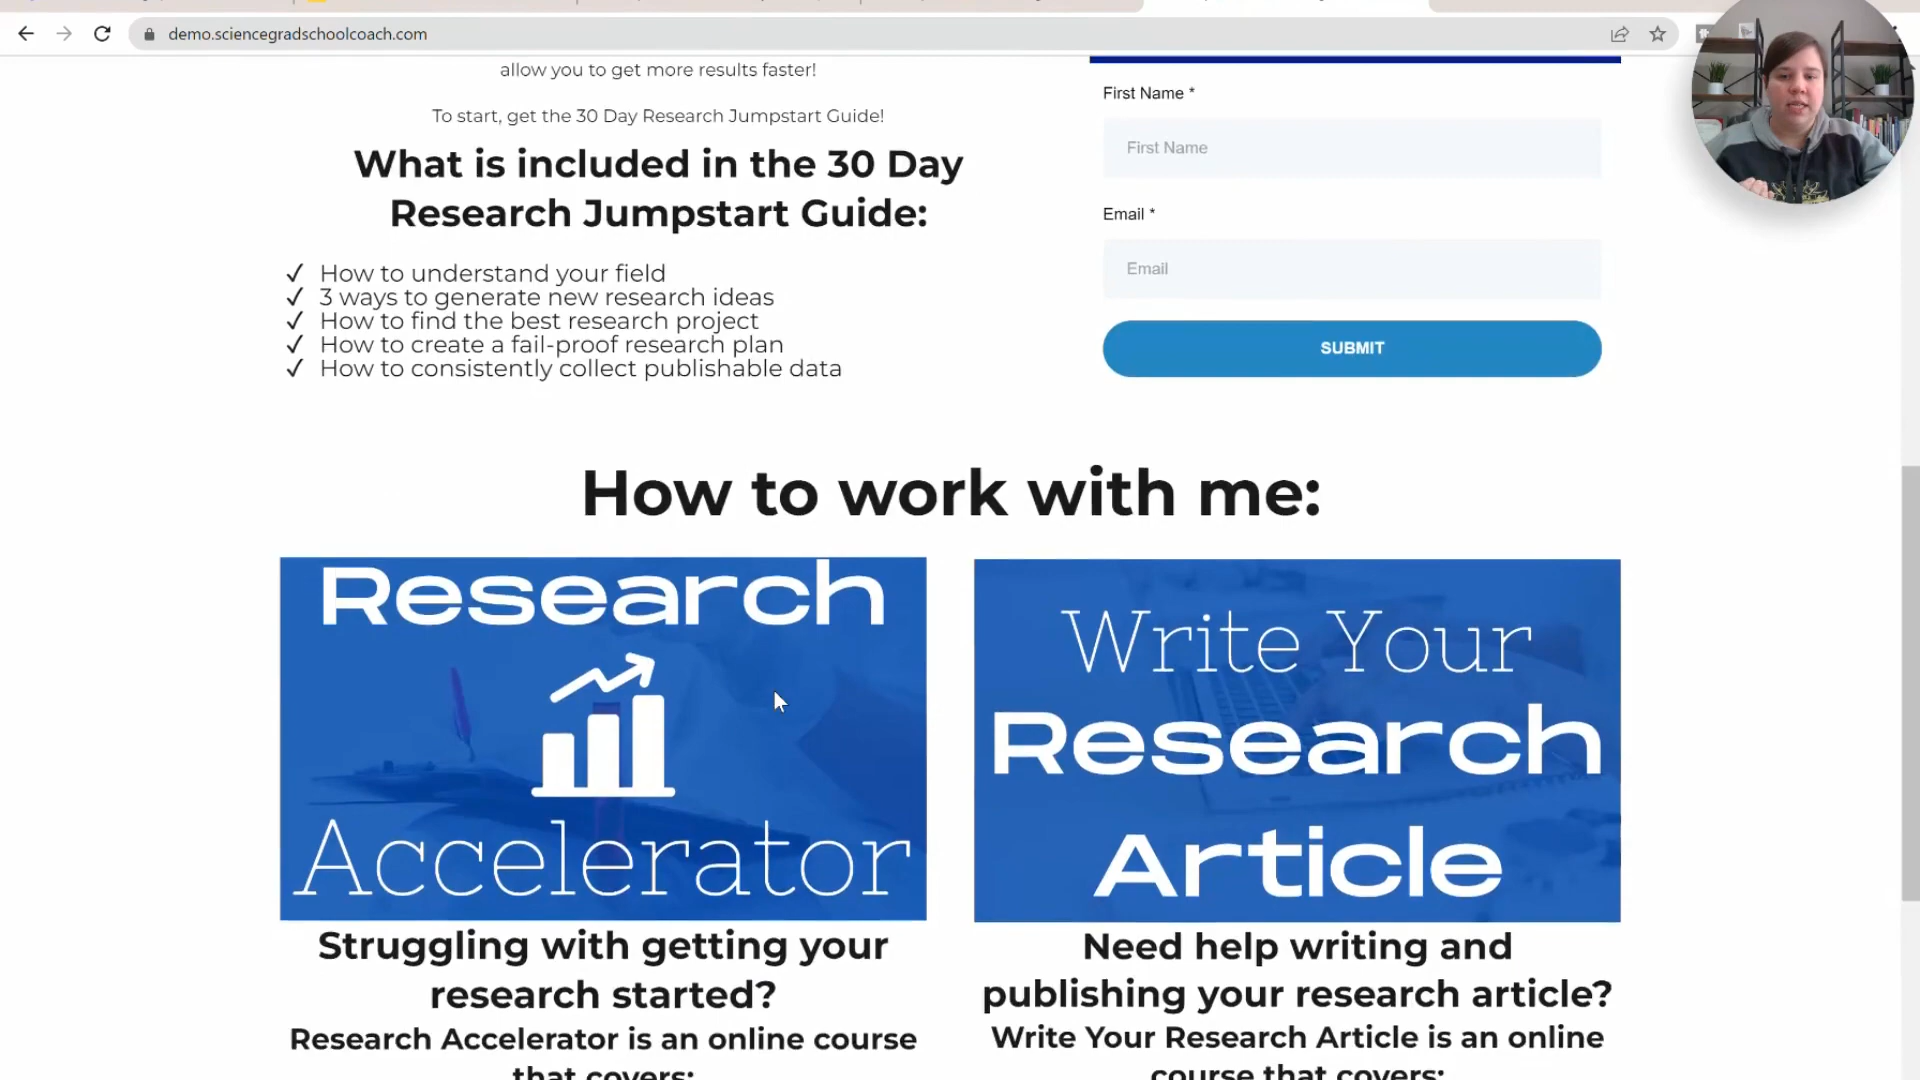 demo.sciencegradschoolcoach.com
allow you to get more results faster!
To start, get the 30 Day Research Jumpstart Guide!
What is included in the 30 Day
Research Jumpstart Guide:
✓ How to understand your field
✓ 3 ways to generate new research ideas
✓ How to find the best research project
✓ How to create a fail-proof research plan
✓ How to consistently collect publishable data
First Name *
First Name
Email *
Email
SUBMIT
How to work with me:
Research
Accelerator
Struggling with getting your
research started?
Research Accelerator is an online course
that covers:
Write Your
Research
Article
Need help writing and
publishing your research article?
Write Your Research Article is an online
course that covers: